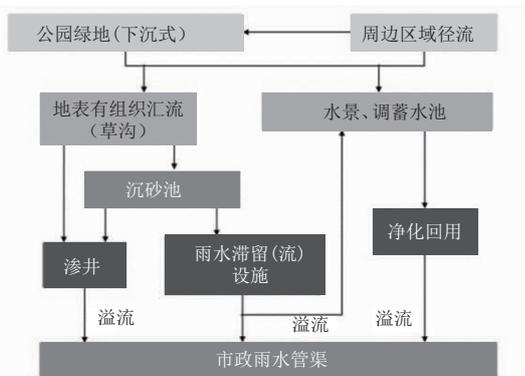 公园绿地(下沉式)
周边区域径流
地表有组织汇流
（草沟）
水景、调蓄水池
沉砂池
渗井
雨水滞留(流)
设施
净化回用
溢流
溢流
溢流
市政雨水管渠